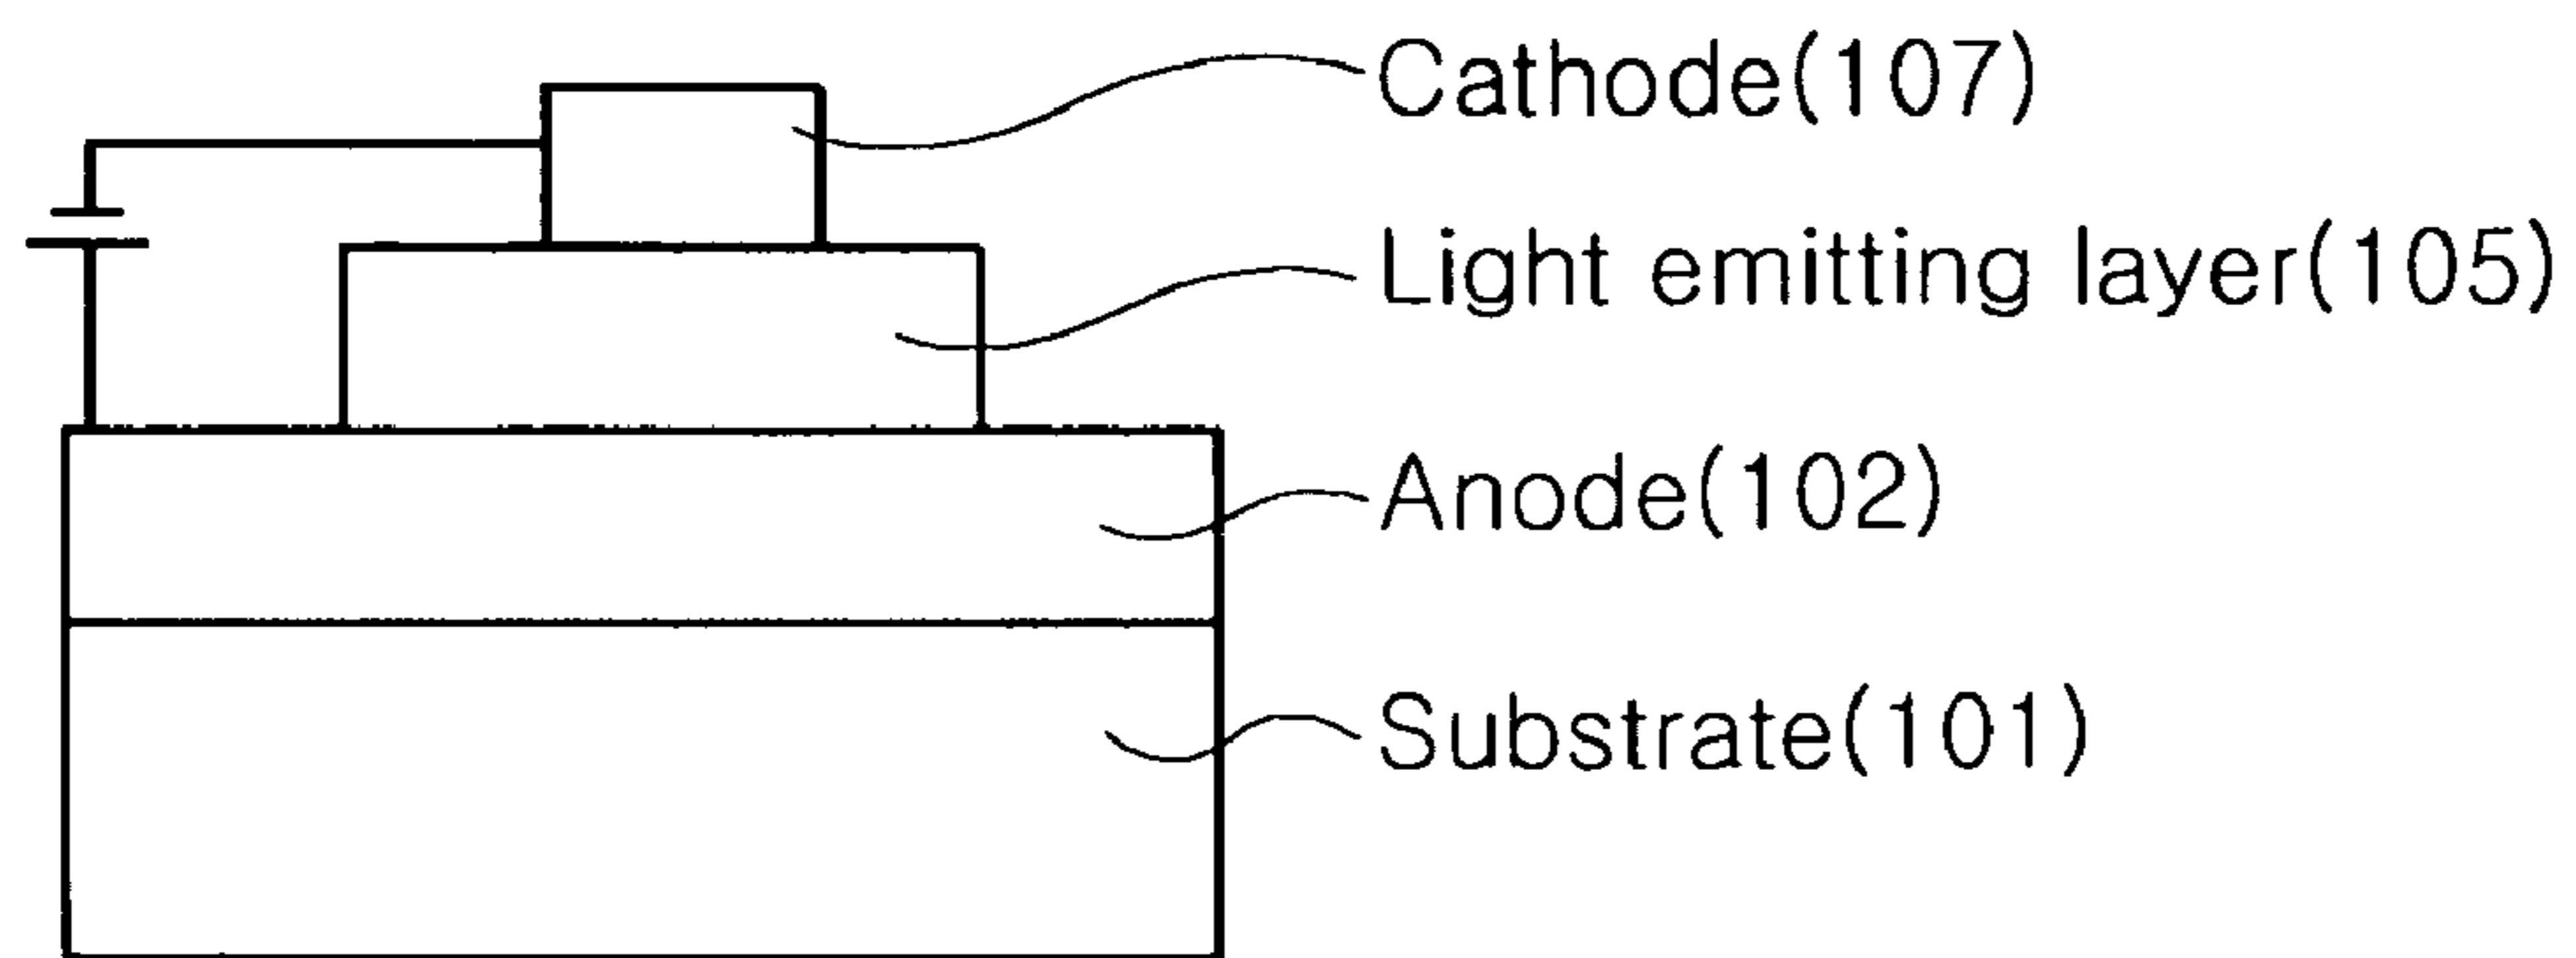 Cathode(107)
Light emitting layer(105)
Anode(102)
Substrate(101)